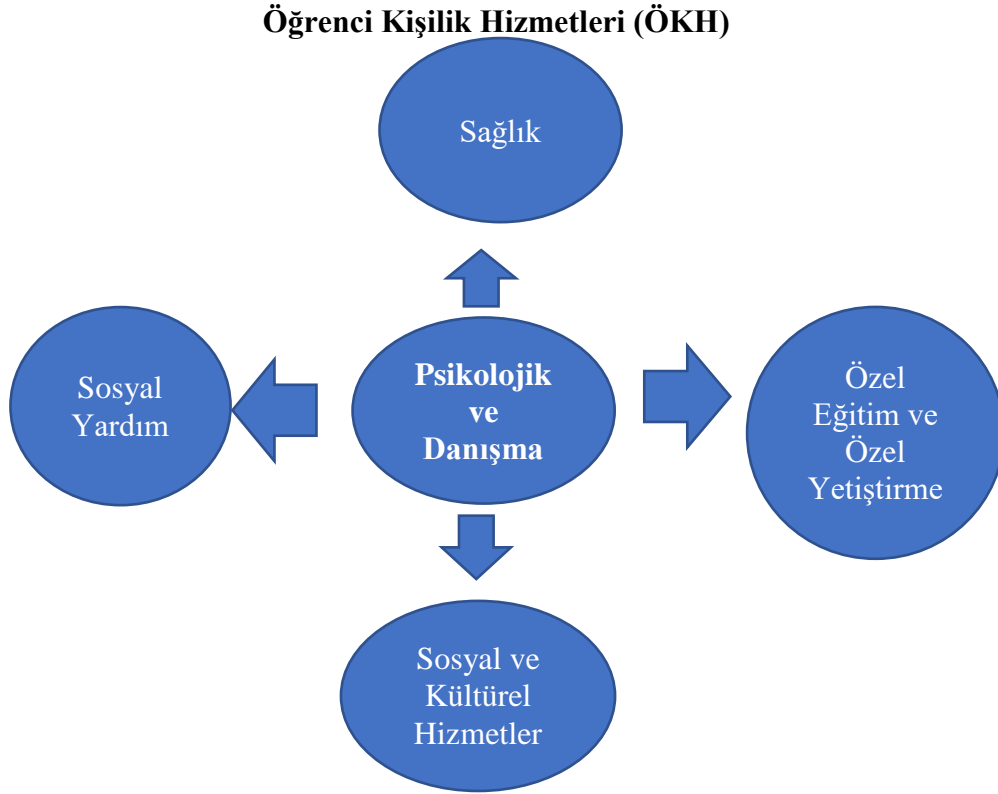 Öğrenci Kişilik Hizmetleri (ÖKH)
Sağlık
Sosyal
Yardım
Psikolojik
ve
Danışma
Özel
Eğitim ve
Özel
Yetiştirme
Sosyal ve
Kültürel
Hizmetler